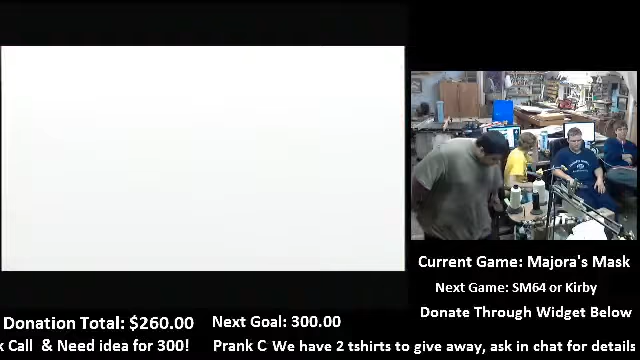 Current Game: Majora's Mask
Next Game: SM64 or Kirby
Donate Through Widget Below
Donation Total: $260.00 Next Goal: 300.00
k Call & Need idea for 300! Prank C We have 2 tshirts to give away, ask in chat for details